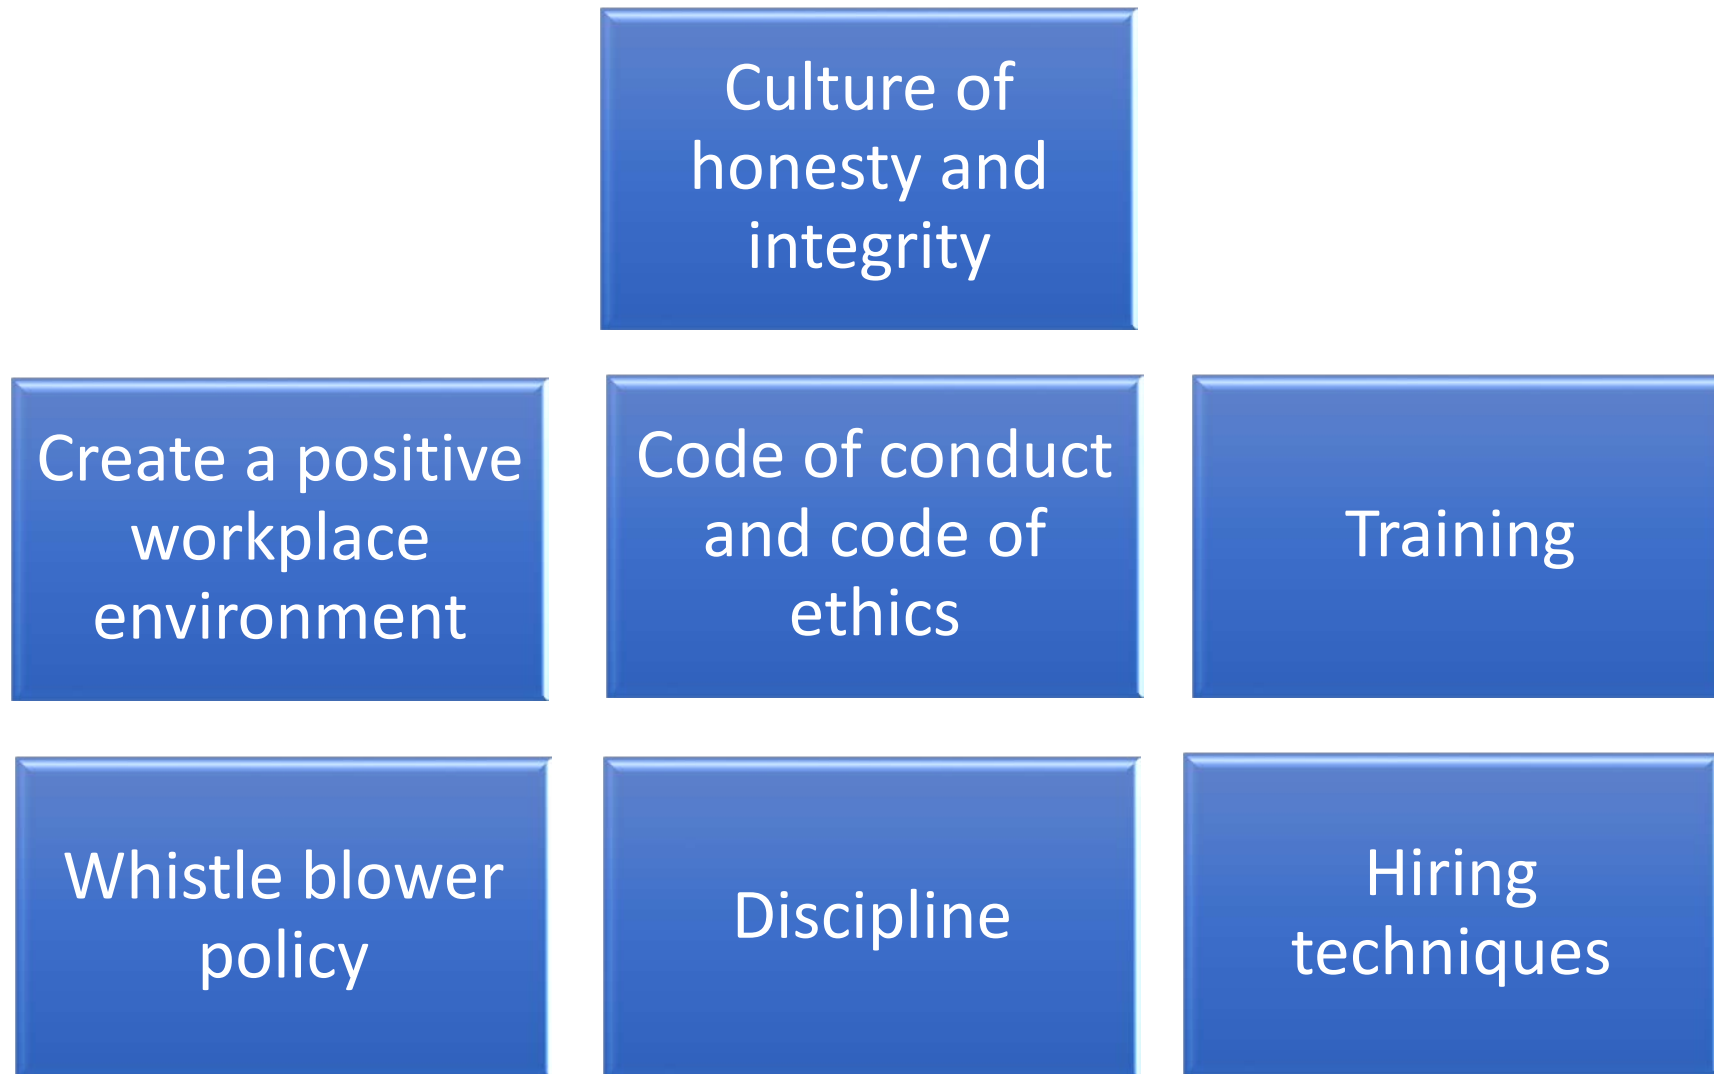 Culture of
honesty and
integrity
Create a positive
workplace
environment
Code of conduct
and code of
ethics
Training
Whistle blower
policy
Discipline
Hiring
techniques